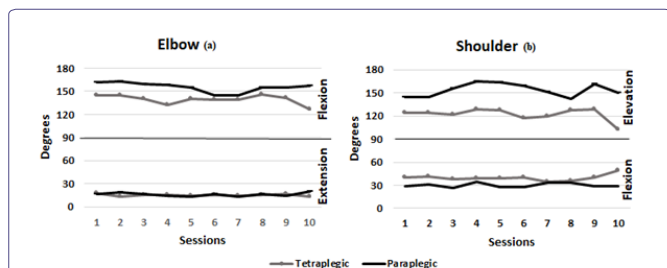 Elbow (a)
180
150
120
90
60
30
0
Degrees
Flexion
Extension
1 2 3 4 5 6 7 8 9 10
Sessions
Shoulder (b)
180
150
120
90
60
30
0
Degrees
Elevation
Flexion
1 2 3 4 5 6 7 8 9 10
Sessions
Tetraplegic Paraplegic